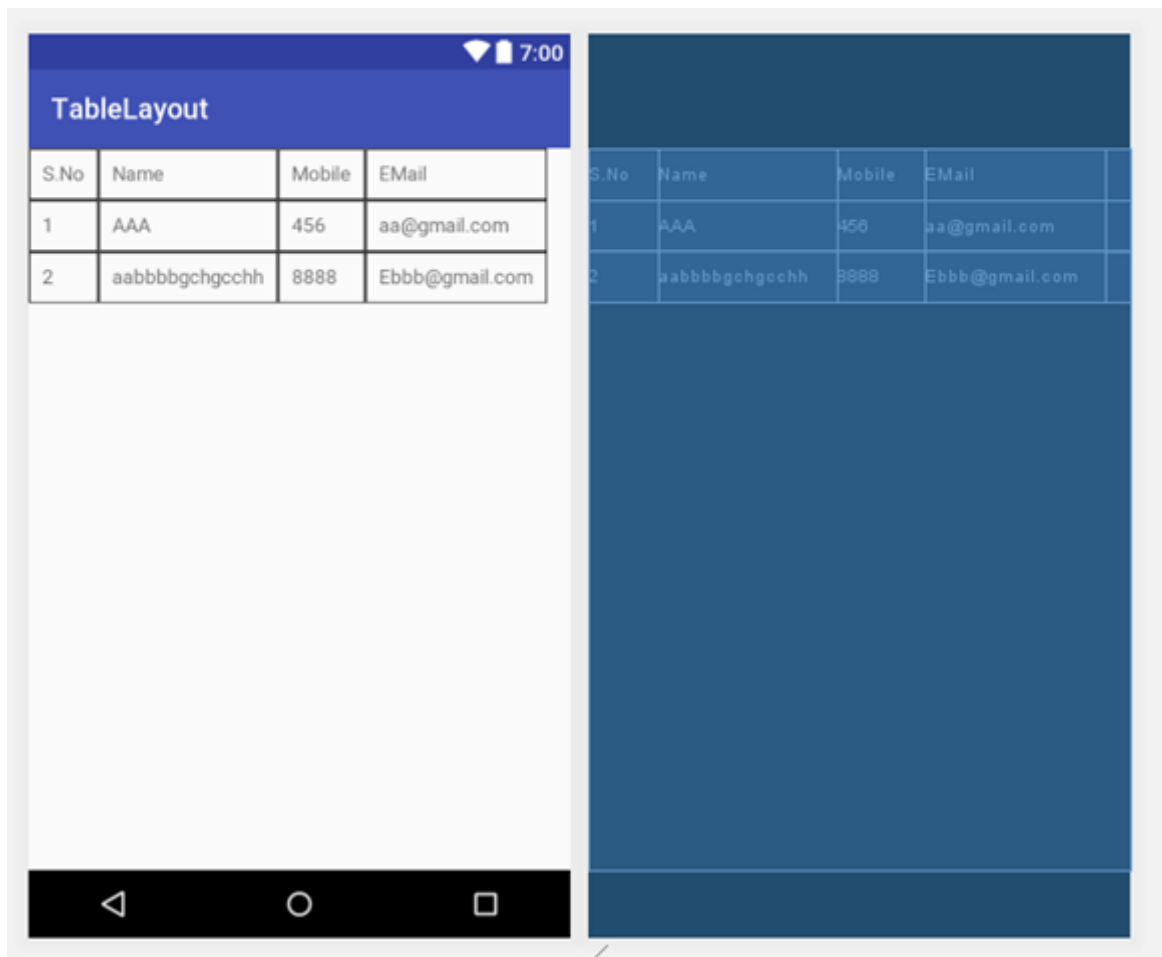 7:00
TableLayout
S.No Name Mobile EMail
1 AAA 456 aa@gmail.com
2 aabbbbgchgcchh 8888 Ebbb@gmail.com
S.No Name Mobile EMail
1 AAA 456 aa@gmail.com
2 aabbbbgchgcchh 8888 Ebbb@gmail.com